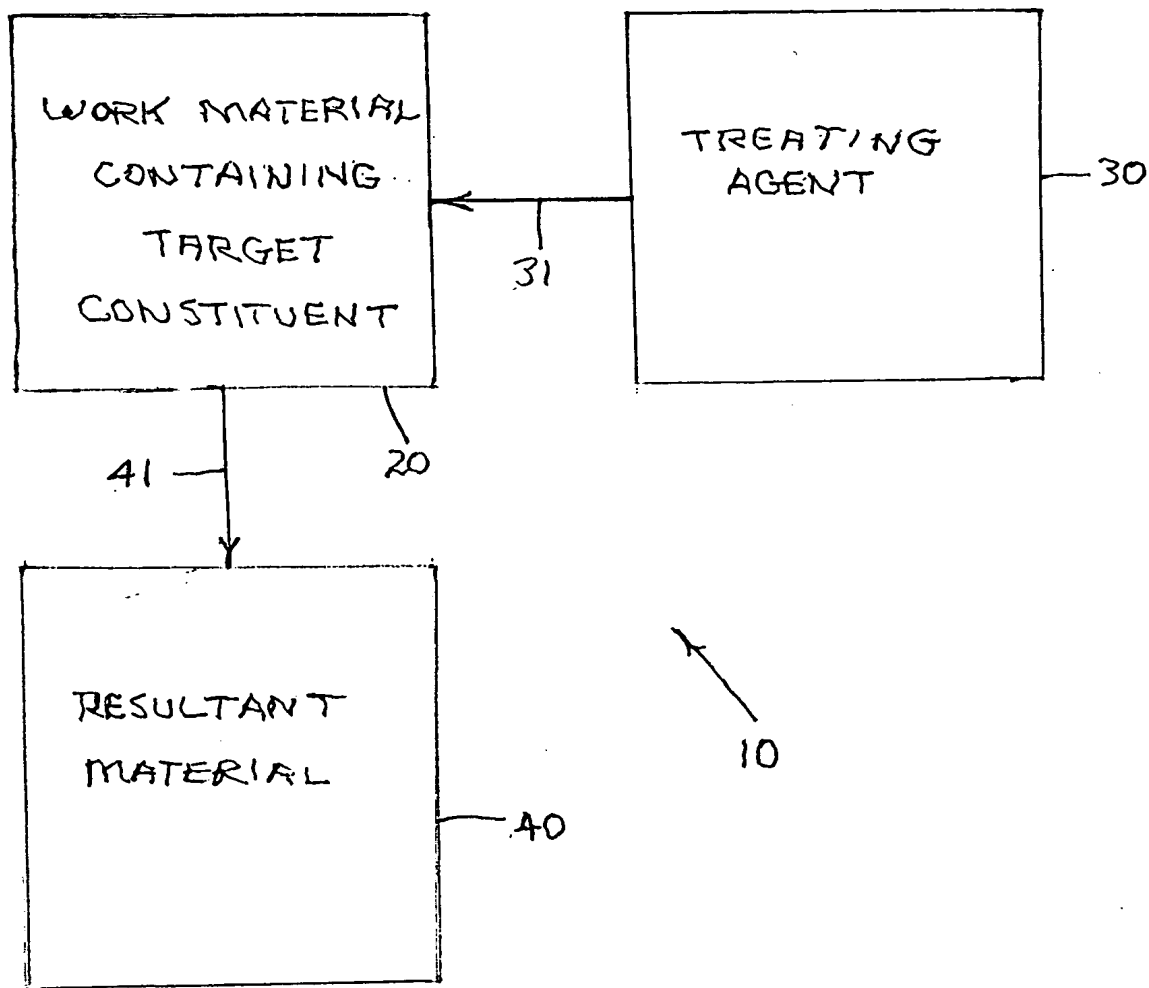 WORK MATERIAL
CONTAINING
TARGET
CONSTITUENT
TREATING
AGENT
30
31
41
20
RESULTANT
MATERIAL
10
40